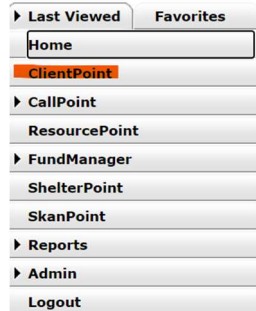 Last Viewed Favorites
Home
ClientPoint
CallPoint
ResourcePoint
FundManager
ShelterPoint
SkanPoint
Reports
Admin
Logout